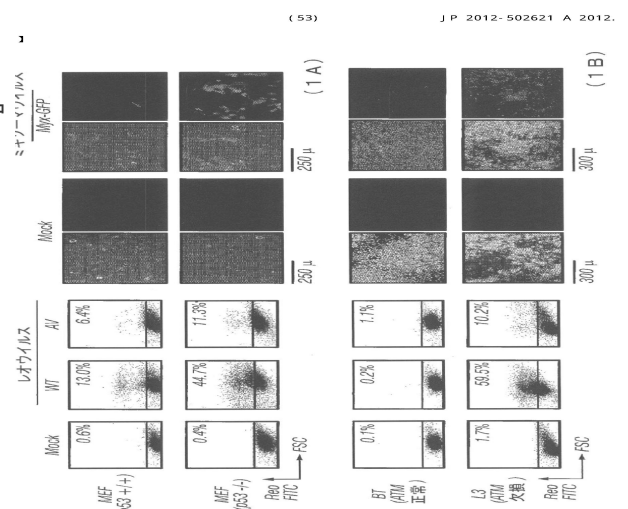 (53)
JP 2012-502621 A 2012.
】
ミキソーマウイルス
Myx-GFP
Mock
レオウイルス
AV
WT
Mock
6.4%
13.0%
0.6%
MEF
p53 +/+)
(1A)
250 μ
250 μ
11.3%
44.7%
0.4%
MEF
p53 -/-)
Reo
FITC
FSC
1.1%
0.2%
0.1%
BT
(ATM
正常)
(1B)
300 μ
300 μ
10.2%
59.5%
1.7%
L3
(ATM
欠損)
Reo
FITC
FSC